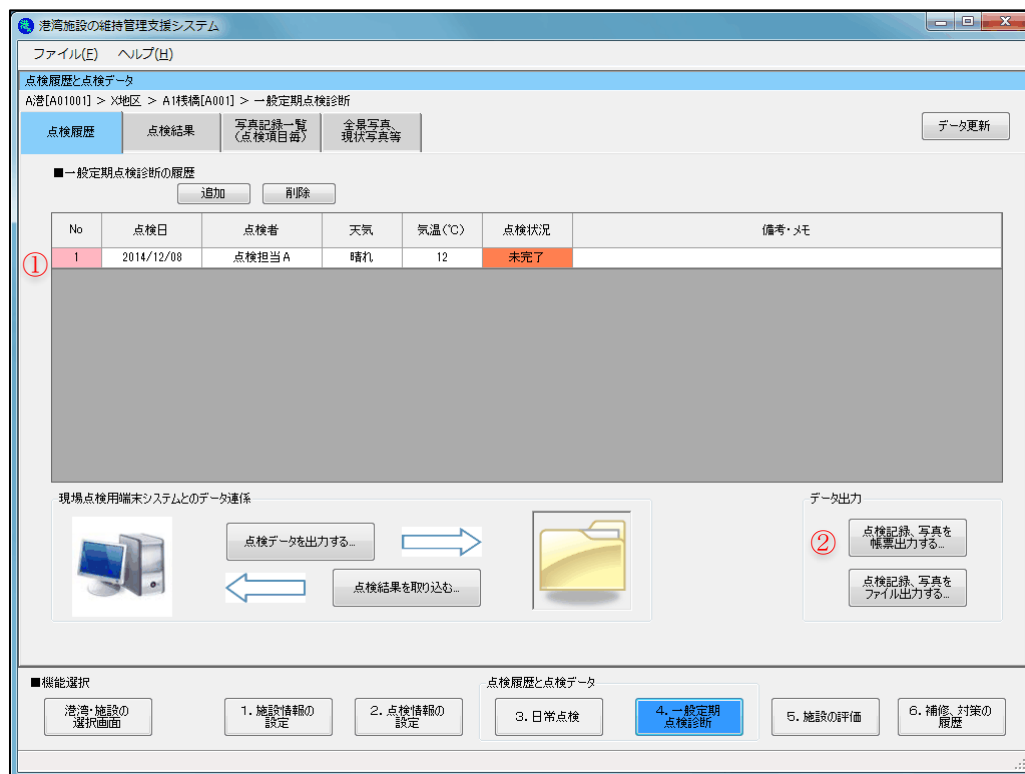 港湾施設の維持管理支援システム
ファイル(F) ヘルプ(H)
点検履歴と点検データ
A港[A01001] > X地区 > A1桟橋[A001] > 一般定期点検診断
点検履歴
点検結果
写真記録一覧
(点検項目毎)
全景写真、
現状写真等
データ更新
■一般定期点検診断の履歴
追加
削除
No 点検日 点検者 天気 気温(℃) 点検状況 備考・メモ
① 1 2014/12/08 点検担当A 晴れ 12 未完了
現場点検用端末システムとのデータ連係
点検データを出力する...
点検結果を取り込む...
データ出力
②
点検記録、写真を
帳票出力する...
点検記録、写真を
ファイル出力する...
■機能選択
港湾・施設の
選択画面
1. 施設情報の
設定
2. 点検情報の
設定
点検履歴と点検データ
3. 日常点検
4. 一般定期
点検診断
5. 施設の評価
6. 補修、対策の
履歴